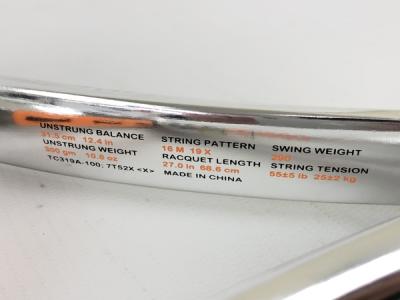 UNSTRUNG BALANCE
31.5 cm 12.4 in
UNSTRUNG WEIGHT
300 gm 10.6 oz
TC319A-100; 7T52X <X>
STRING PATTERN
16 M 19 X
RACQUET LENGTH
27.0 in 68.6 cm
MADE IN CHINA
SWING WEIGHT
290
STRING TENSION
55±5 lb 25±2 kg